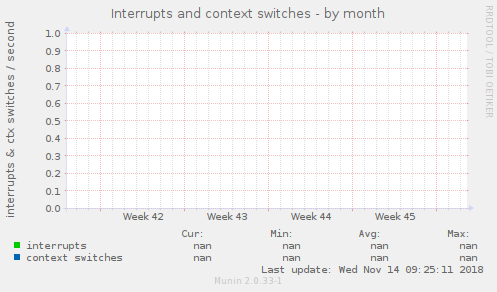 Interrupts and context switches - by month
RRDTOOL / TOBI OETIKER
interrupts & ctx switches / second
1.0
0.9
0.8
0.7
0.6
0.5
0.4
0.3
0.2
0.1
0.0
Week 42 Week 43 Week 44 Week 45
Cur: Min: Avg: Max:
interrupts nan nan nan nan
context switches nan nan nan nan
Last update: Wed Nov 14 09:25:11 2018
Munin 2.0.33-1